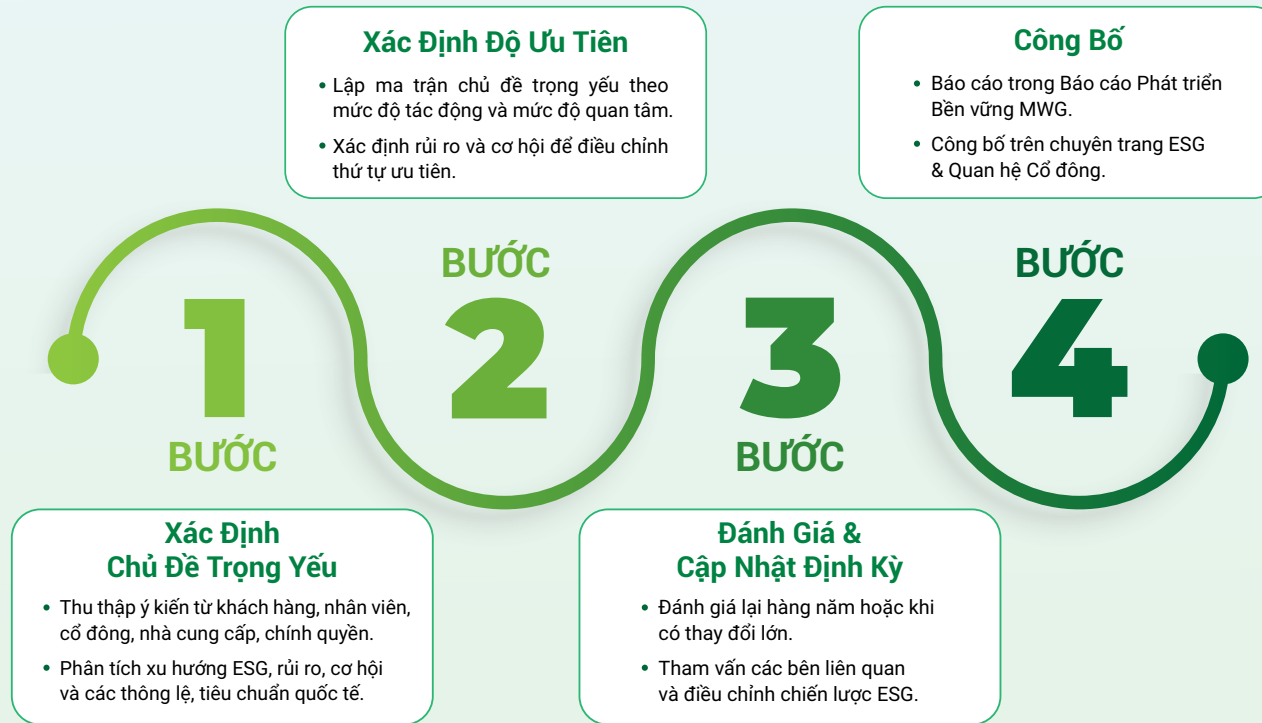 1
BƯỚC
Xác Định
Chủ Đề Trọng Yếu
• Thu thập ý kiến từ khách hàng, nhân viên,
cổ đông, nhà cung cấp, chính quyền.
• Phân tích xu hướng ESG, rủi ro, cơ hội
và các thông lệ, tiêu chuẩn quốc tế.
Xác Định Độ Ưu Tiên
• Lập ma trận chủ đề trọng yếu theo
mức độ tác động và mức độ quan tâm.
• Xác định rủi ro và cơ hội để điều chỉnh
thứ tự ưu tiên.
BƯỚC
2
3
BƯỚC
Đánh Giá &
Cập Nhật Định Kỳ
• Đánh giá lại hàng năm hoặc khi
có thay đổi lớn.
• Tham vấn các bên liên quan
và điều chỉnh chiến lược ESG.
Công Bố
• Báo cáo trong Báo cáo Phát triển
Bền vững MWG.
• Công bố trên chuyên trang ESG
& Quan hệ Cổ đông.
BƯỚC
4